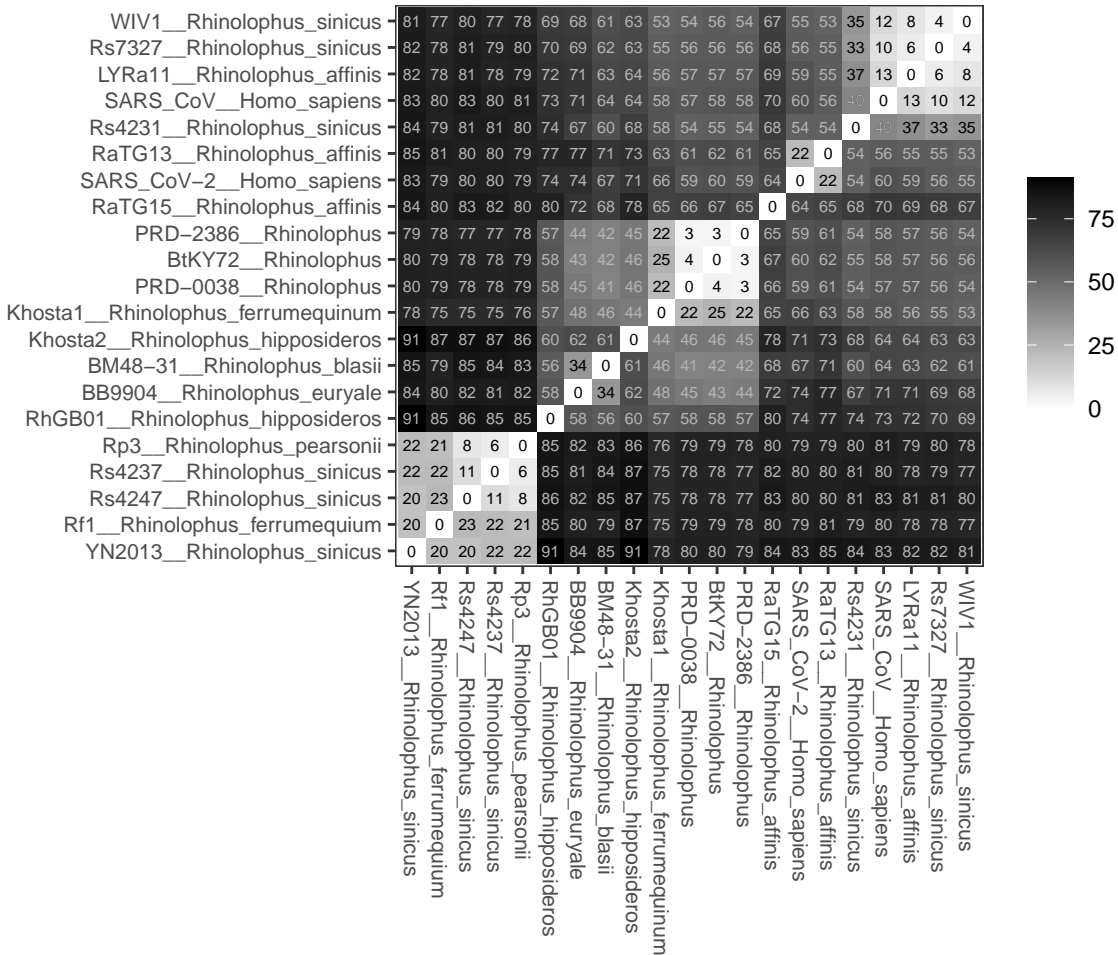 WIV1__Rhinolophus_sinicus 81 77 80 77 78 69 68 61 63 53 54 56 54 67 55 53 35 12 8 4 0
Rs7327__Rhinolophus_sinicus 82 78 81 79 80 70 69 62 63 55 56 56 56 68 56 55 33 10 6 0 4
LYRa11__Rhinolophus_affinis 82 78 81 78 79 72 71 63 64 56 57 57 57 69 59 55 37 13 0 6 8
SARS_CoV__Homo_sapiens 83 80 83 80 81 73 71 64 64 58 57 58 58 70 60 56 40 0 13 10 12
Rs4231__Rhinolophus_sinicus 84 79 81 81 80 74 67 60 68 58 54 55 54 68 54 54 0 40 37 33 35
RaTG13__Rhinolophus_affinis 85 81 80 80 79 77 77 71 73 63 61 62 61 65 22 0 54 56 55 55 53
SARS_CoV−2__Homo_sapiens 83 79 80 80 79 74 74 67 71 66 59 60 59 64 0 22 54 60 59 56 55
RaTG15__Rhinolophus_affinis 84 80 83 82 80 80 72 68 78 65 66 67 65 0 64 65 68 70 69 68 67
PRD−2386__Rhinolophus 79 78 77 77 78 57 44 42 45 22 3 3 0 65 59 61 54 58 57 56 54
BtKY72__Rhinolophus 80 79 78 78 79 58 43 42 46 25 4 0 3 67 60 62 55 58 57 56 56
PRD−0038__Rhinolophus 80 79 78 78 79 58 45 41 46 22 0 4 3 66 59 61 54 57 57 56 54
Khosta1__Rhinolophus_ferrumequinum 78 75 75 75 76 57 48 46 44 0 22 25 22 65 66 63 58 58 56 55 53
Khosta2__Rhinolophus_hipposideros 91 87 87 87 86 60 62 61 0 44 46 46 45 78 71 73 68 64 64 63 63
BM48−31__Rhinolophus_blasii 85 79 85 84 83 56 34 0 61 46 41 42 42 68 67 71 60 64 63 62 61
BB9904__Rhinolophus_euryale 84 80 82 81 82 58 0 34 62 48 45 43 44 72 74 77 67 71 71 69 68
RhGB01__Rhinolophus_hipposideros 91 85 86 85 85 0 58 56 60 57 58 58 57 80 74 77 74 73 72 70 69
Rp3__Rhinolophus_pearsonii 22 21 8 6 0 85 82 83 86 76 79 79 78 80 79 79 80 81 79 80 78
Rs4237__Rhinolophus_sinicus 22 22 11 0 6 85 81 84 87 75 78 78 77 82 80 80 81 80 78 79 77
Rs4247__Rhinolophus_sinicus 20 23 0 11 8 86 82 85 87 75 78 78 77 83 80 80 81 83 81 81 80
Rf1__Rhinolophus_ferrumequium 20 0 23 22 21 85 80 79 87 75 79 79 78 80 79 81 79 80 78 78 77
YN2013__Rhinolophus_sinicus 0 20 20 22 22 91 84 85 91 78 80 80 79 84 83 85 84 83 82 82 81
YN2013__Rhinolophus_sinicus
Rf1__Rhinolophus_ferrumequium
Rs4247__Rhinolophus_sinicus
Rs4237__Rhinolophus_sinicus
Rp3__Rhinolophus_pearsonii
RhGB01__Rhinolophus_hipposideros
BB9904__Rhinolophus_euryale
BM48−31__Rhinolophus_blasii
Khosta2__Rhinolophus_hipposideros
Khosta1__Rhinolophus_ferrumequinum
PRD−0038__Rhinolophus
BtKY72__Rhinolophus
PRD−2386__Rhinolophus
RaTG15__Rhinolophus_affinis
SARS_CoV−2__Homo_sapiens
RaTG13__Rhinolophus_affinis
Rs4231__Rhinolophus_sinicus
SARS_CoV__Homo_sapiens
LYRa11__Rhinolophus_affinis
Rs7327__Rhinolophus_sinicus
WIV1__Rhinolophus_sinicus
75
50
25
0